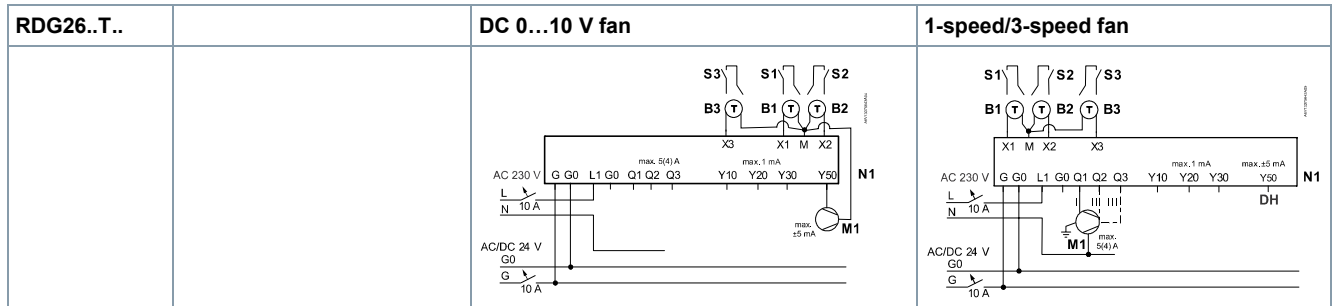 RDG26..T..
DC 0…10 V fan
1-speed/3-speed fan
S3 S1 S2
B3 T B1 T T B2
X3 X1 M X2
max. 5(4) A max. 1 mA
AC 230 V G G0 L1 G0 Q1 Q2 Q3 Y10 Y20 Y30 Y50 N1
L
10 A
N
max.
±5 mA
M1
AC/DC 24 V
G0
G
10 A
S1 S2 S3
B1 T T B2 T B3
X1 M X2 X3
max. 1 mA max. ±5 mA
AC 230 V G G0 L1 G0 Q1 Q2 Q3 Y10 Y20 Y30 Y50 N1
L
10 A
I II III
DH
N
M1
max.
5(4) A
AC/DC 24 V
G0
G
10 A